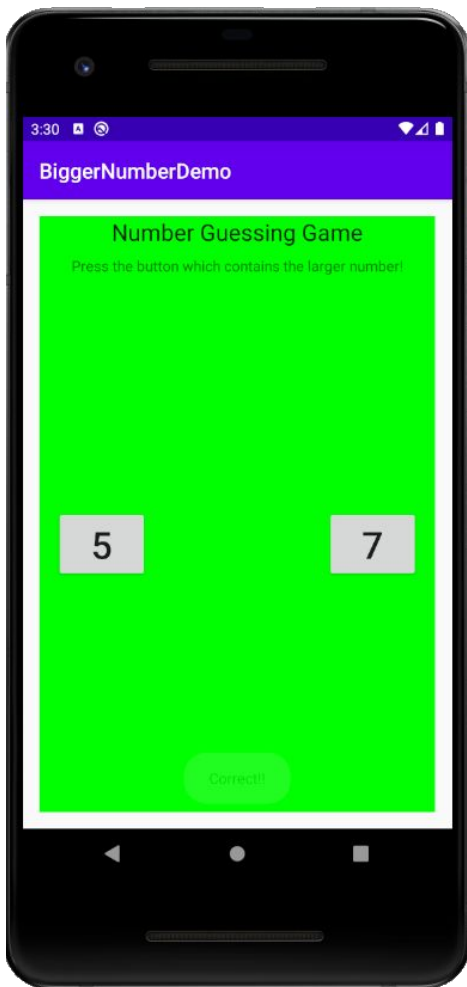 3:30
BiggerNumberDemo
Number Guessing Game
Press the button which contains the larger number!
5
7
Correct!!